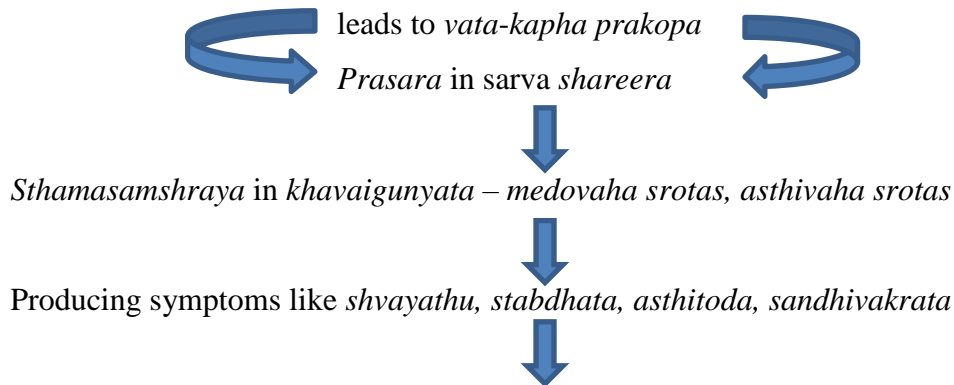 leads to vata-kapha prakopa
Prasara in sarva shareera
Sthamasamshraya in khavaigunyata – medovaha srotas, asthivaha srotas
Producing symptoms like shvayathu, stabdhata, asthitoda, sandhivakrata